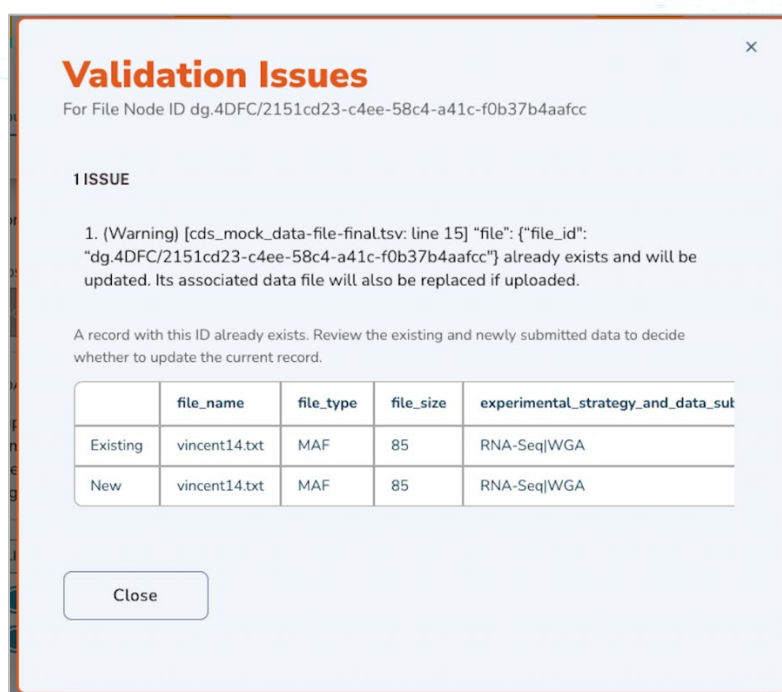 ×
Validation Issues
For File Node ID dg.4DFC/2151cd23-c4ee-58c4-a41c-f0b37b4aafcc
1 ISSUE
1. (Warning) [cds_mock_data-file-final.tsv: line 15] “file": {“file_id":
“dg.4DFC/2151cd23-c4ee-58c4-a41c-f0b37b4aafcc"} already exists and will be
updated. Its associated data file will also be replaced if uploaded.
A record with this ID already exists. Review the existing and newly submitted data to decide
whether to update the current record.
file_name file_type file_size experimental_strategy_and_data_sub
Existing vincent14.txt MAF 85 RNA-Seq|WGA
New vincent14.txt MAF 85 RNA-Seq|WGA
Close